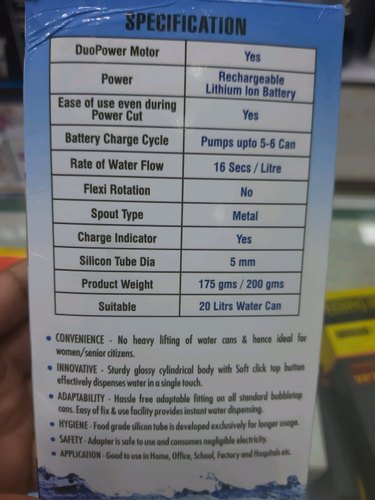 SPECIFICATION
DuoPower Motor Yes
Power Rechargeable
Lithium Ion Battery
Ease of use even during
Power Cut Yes
Battery Charge Cycle Pumps upto 5-6 Can
Rate of Water Flow 16 Secs / Litre
Flexi Rotation No
Spout Type Metal
Charge Indicator Yes
Silicon Tube Dia 5 mm
Product Weight 175 gms / 200 gms
Suitable 20 Litrs Water Can
• CONVENIENCE - No heavy lifting of water cans & hence ideal for
women/senior citizens.
• INNOVATIVE - Sturdy glossy cylindrical body with Soft click top button
effectively dispenses water in a single touch.
• ADAPTABILITY - Hassle free adoptable fitting on all standard bubbletop
cans. Easy of fix & use facility provides instant water dispensing.
• HYGIENE - Food grade silicon tube is developed exclusively for longer usage.
• SAFETY - Adapter is safe to use and consumes negligible electricity.
• APPLICATION - Good to use in Home, Office, School, Factory and Hospitals etc.